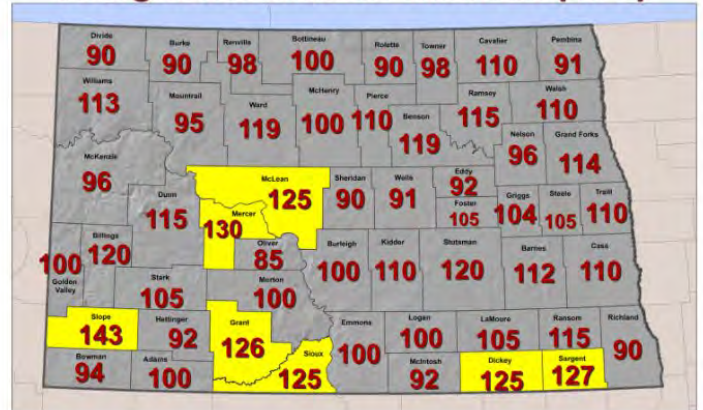 Divide
90
Burke
90
Renville
98
Bottineau
100
Rolette
90
Towner
98
Cavalier
110
Pembina
91
Williams
113
Mountrail
95
Ward
119
McHenry
100
Pierce
110
Benson
119
Ramsey
115
Walsh
110
Nelson
96
Grand Forks
114
McKenzie
96
Dunn
115
McLean
125
Mercer
130
Oliver
85
Sheridan
90
Wells
91
Eddy
92
Foster
105
Griggs
104
Steele
105
Traill
110
Billings
120
100
Golden
Valley
Stark
105
Morton
100
Burleigh
100
Kidder
110
Stutsman
120
Barnes
112
Cass
110
Slope
143
Hettinger
92
Grant
126
Sioux
125
Emmons
100
Logan
100
LaMoure
105
Ransom
115
Richland
90
Bowman
94
Adams
100
McIntosh
92
Dickey
125
Sargent
127